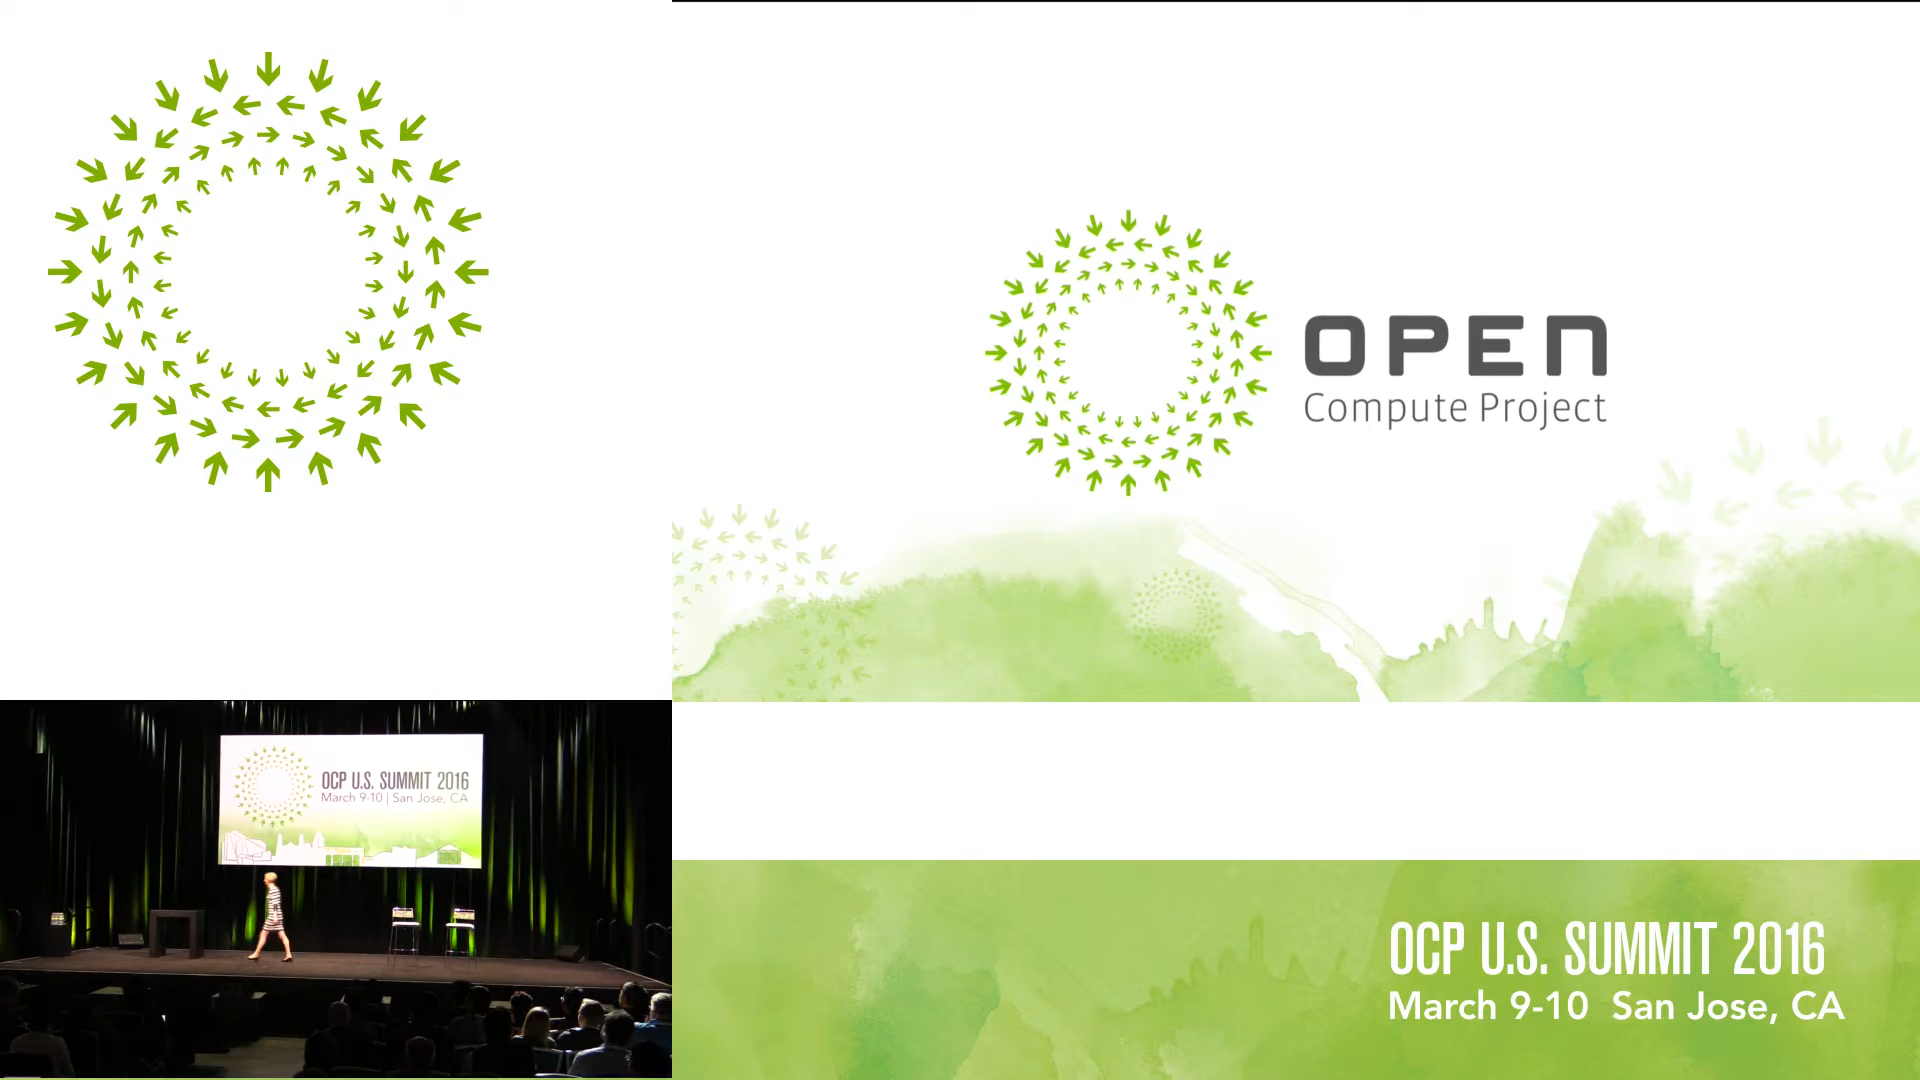 OPEN
Compute Project
OCP U.S. SUMMIT 2016
March 9-10 | San Jose, CA
OCP U.S. SUMMIT 2016
March 9-10 San Jose, CA